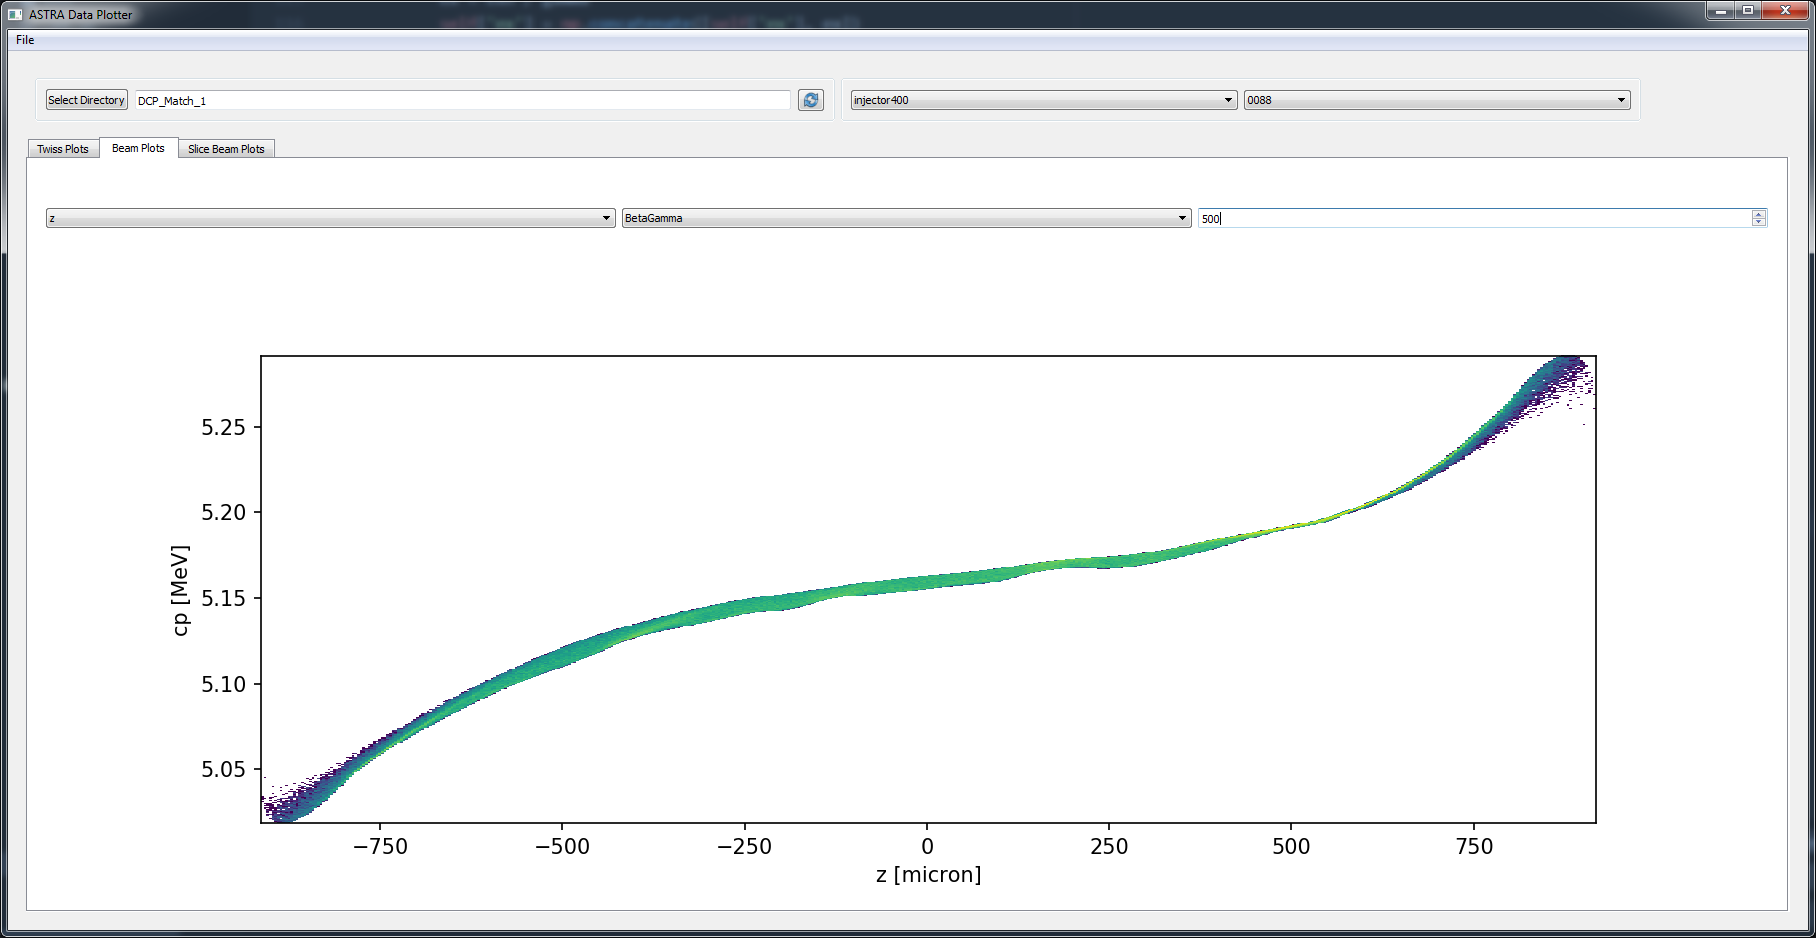 ASTRA Data Plotter
File
Select Directory DCP_Match_1 injector400 0088
Twiss Plots Beam Plots Slice Beam Plots
z BetaGamma 500
5.25
5.20
5.15
5.10
5.05
cp [MeV]
−750 −500 −250 0 250 500 750
z [micron]